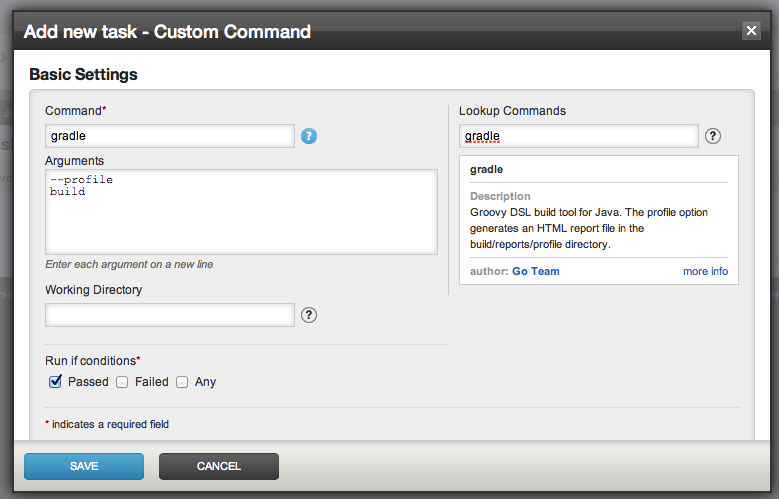 Add new task - Custom Command
Basic Settings
Command*
gradle
?
Arguments
--profile
build
Enter each argument on a new line
Working Directory
?
Run if conditions*
Passed
Failed
Any
Lookup Commands
gradle
?
gradle
Description
Groovy DSL build tool for Java. The profile option
generates an HTML report file in the
build/reports/profile directory.
author: Go Team
more info
* indicates a required field
SAVE
CANCEL